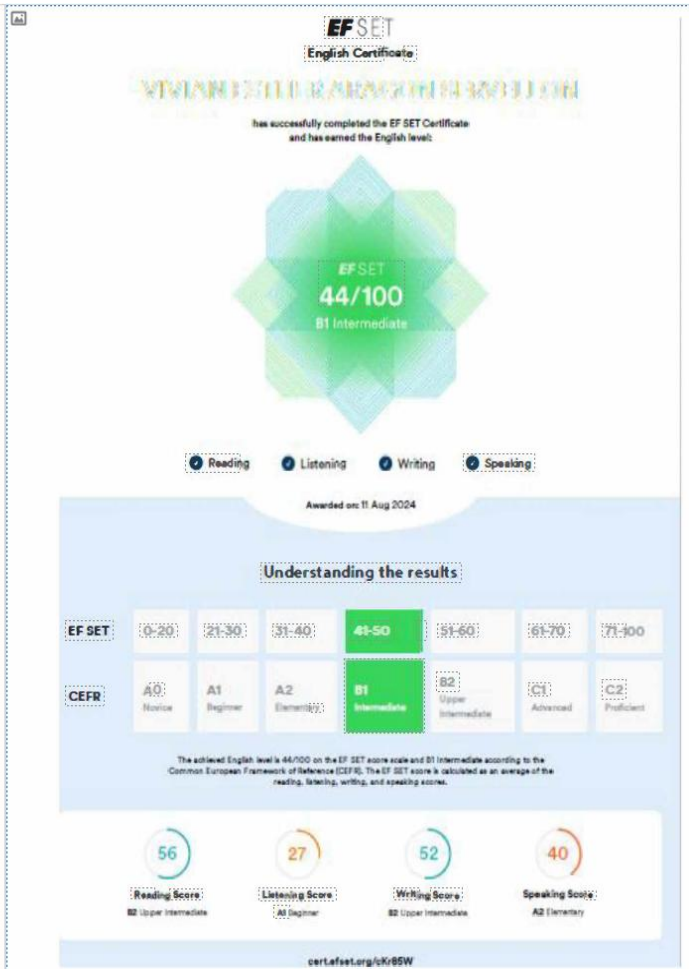 EF SET
English Certificate
VIVIAN ARAGON
has successfully completed the EF SET Certificate
and has earned the English level:
EF SET
44/100
B1 Intermediate
Reading Listening Writing Speaking
Awarded on: 11 Aug 2024
Understanding the results
EF SET 0-20 21-30 31-40 41-50 51-60 61-70 71-100
CEFR A0 A1 A2 B1 B2 C1 C2
Novice Beginner Elementary Intermediate Upper Intermediate Advanced Proficient
The achieved English level is 44/100 on the EF SET score scale and B1 Intermediate according to the
Common European Framework of Reference (CEFR). The EF SET score is calculated as an average of the
reading, listening, writing, and speaking scores.
56 27 52 40
Reading Score Listening Score Writing Score Speaking Score
B2 Upper Intermediate A1 Beginner B2 Upper Intermediate A2 Elementary
cert.efset.org/cKr85W